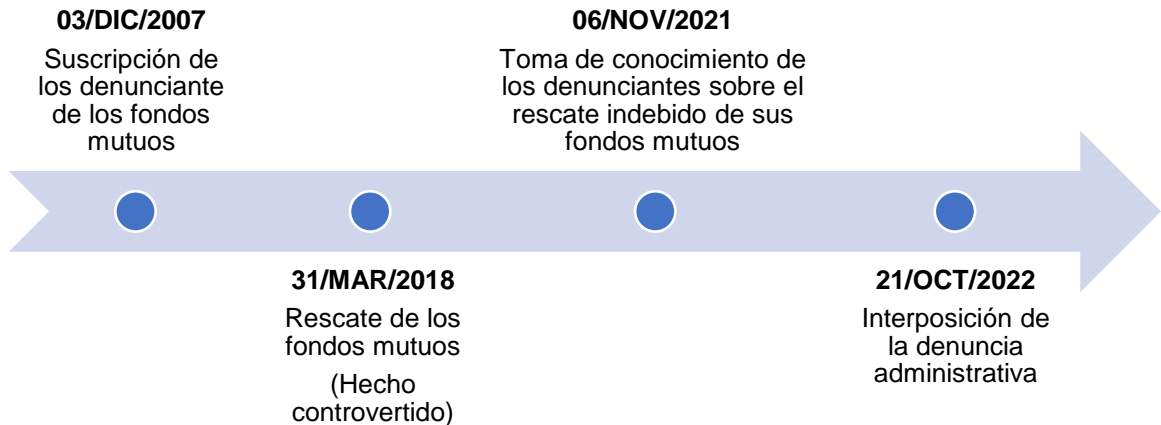 03/DIC/2007
Suscripción de
los denunciante
de los fondos
mutuos
31/MAR/2018
Rescate de los
fondos mutuos
(Hecho
controvertido)
06/NOV/2021
Toma de conocimiento de
los denunciantes sobre el
rescate indebido de sus
fondos mutuos
21/OCT/2022
Interposición de
la denuncia
administrativa